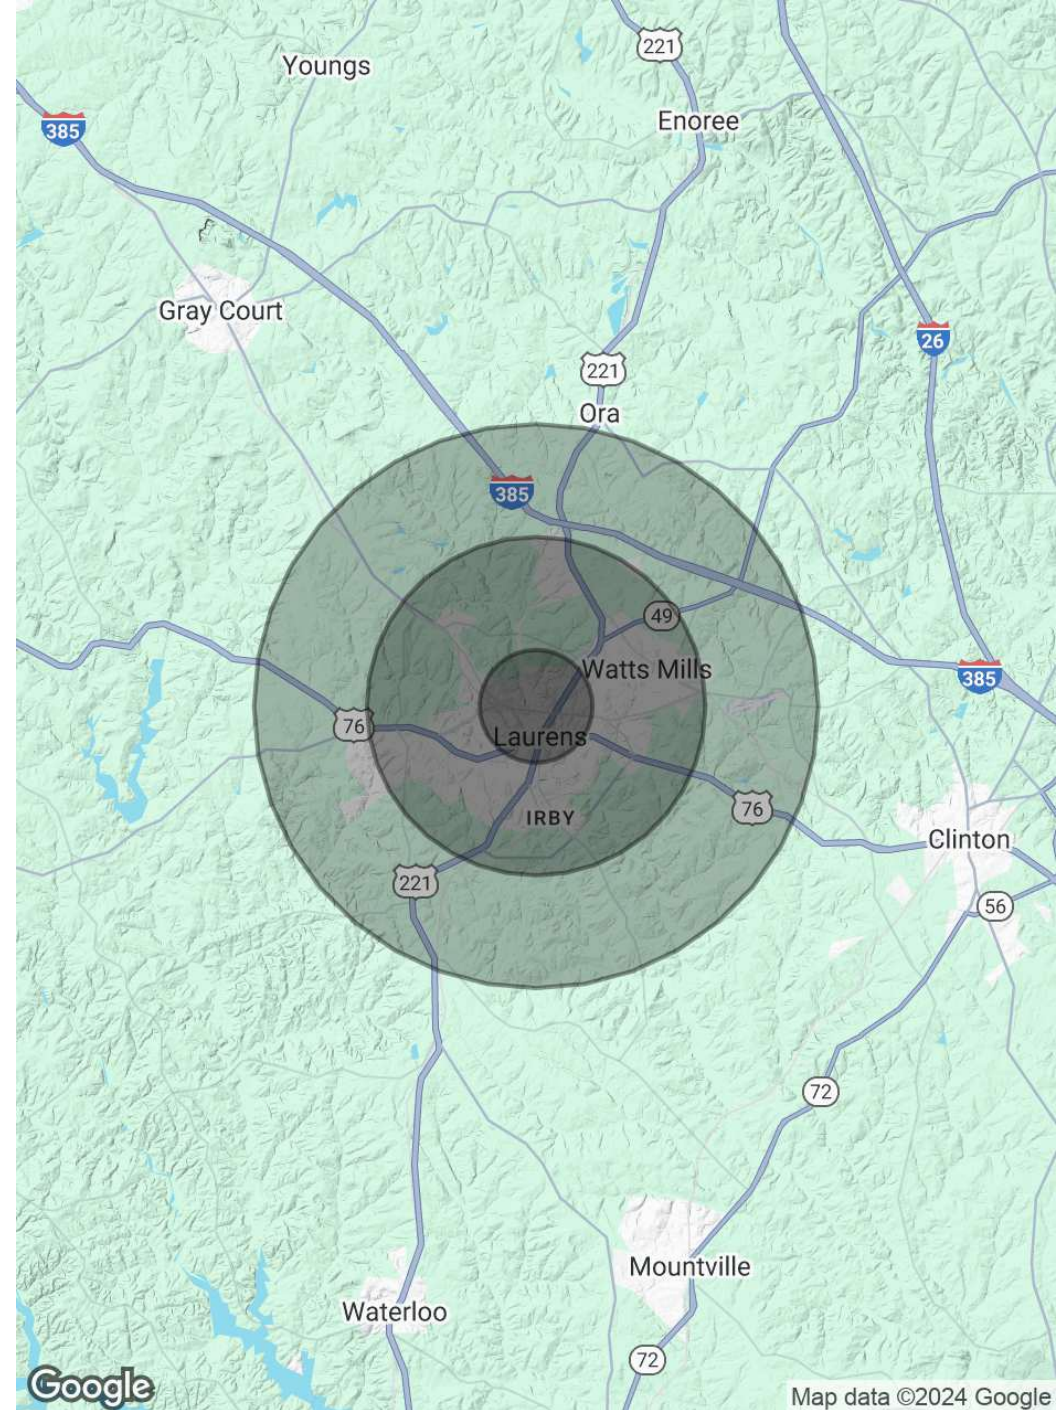 221
Youngs
Enoree
385
Gray Court
26
221
Ora
385
49
Watts Mills
385
76
Laurens
76
IRBY
Clinton
221
56
72
Mountville
Waterloo
72
Google
Map data ©2024 Google